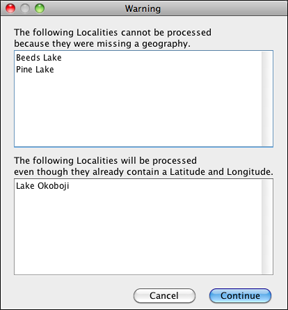 Warning
The following Localities cannot be processed
because they were missing a geography.
Beeds Lake
Pine Lake
The following Localities will be processed
even though they already contain a Latitude and Longitude.
Lake Okoboji
Cancel
Continue